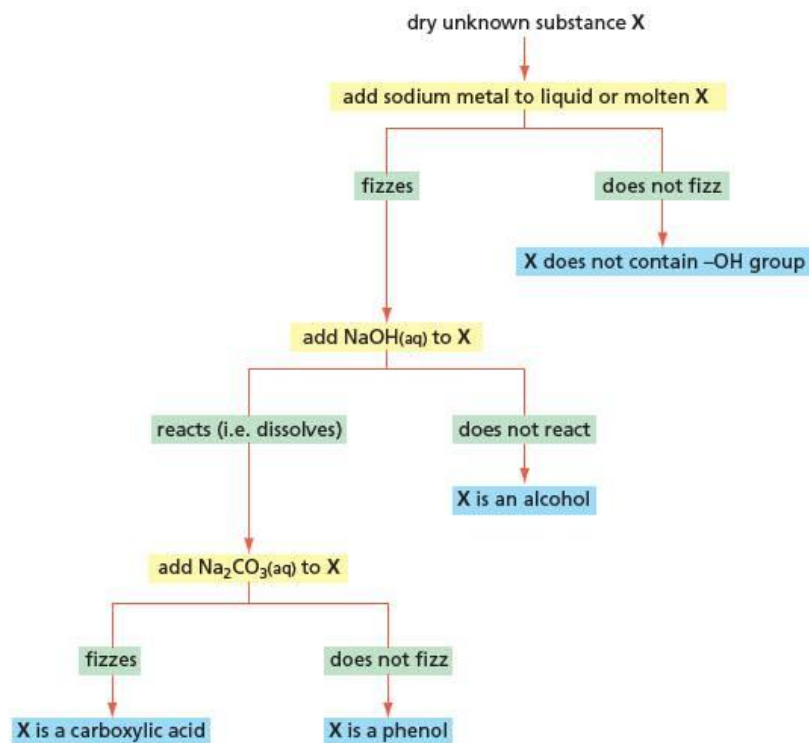 dry unknown substance X
add sodium metal to liquid or molten X
fizzes
does not fizz
X does not contain –OH group
add NaOH(aq) to X
reacts (i.e. dissolves)
does not react
X is an alcohol
add Na₂CO₃(aq) to X
fizzes
does not fizz
X is a carboxylic acid
X is a phenol